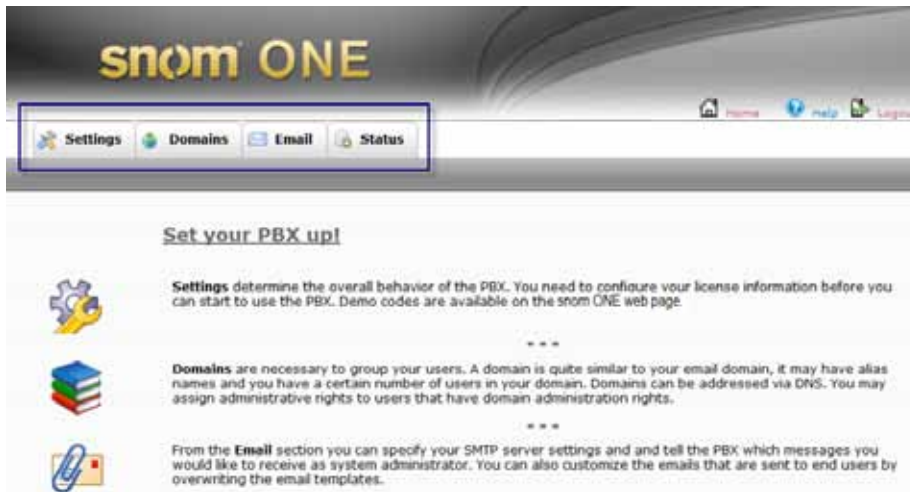 snom ONE
Home Help Logout
Settings Domains Email Status
Set your PBX up!
Settings determine the overall behavior of the PBX. You need to configure your license information before you
can start to use the PBX. Demo codes are available on the snom ONE web page
* * *
Domains are necessary to group your users. A domain is quite similar to your email domain, it may have alias
names and you have a certain number of users in your domain. Domains can be addressed via DNS. You may
assign administrative rights to users that have domain administration rights.
* * *
From the Email section you can specify your SMTP server settings and and tell the PBX which messages you
would like to receive as system administrator. You can also customize the emails that are sent to end users by
overwriting the email templates.